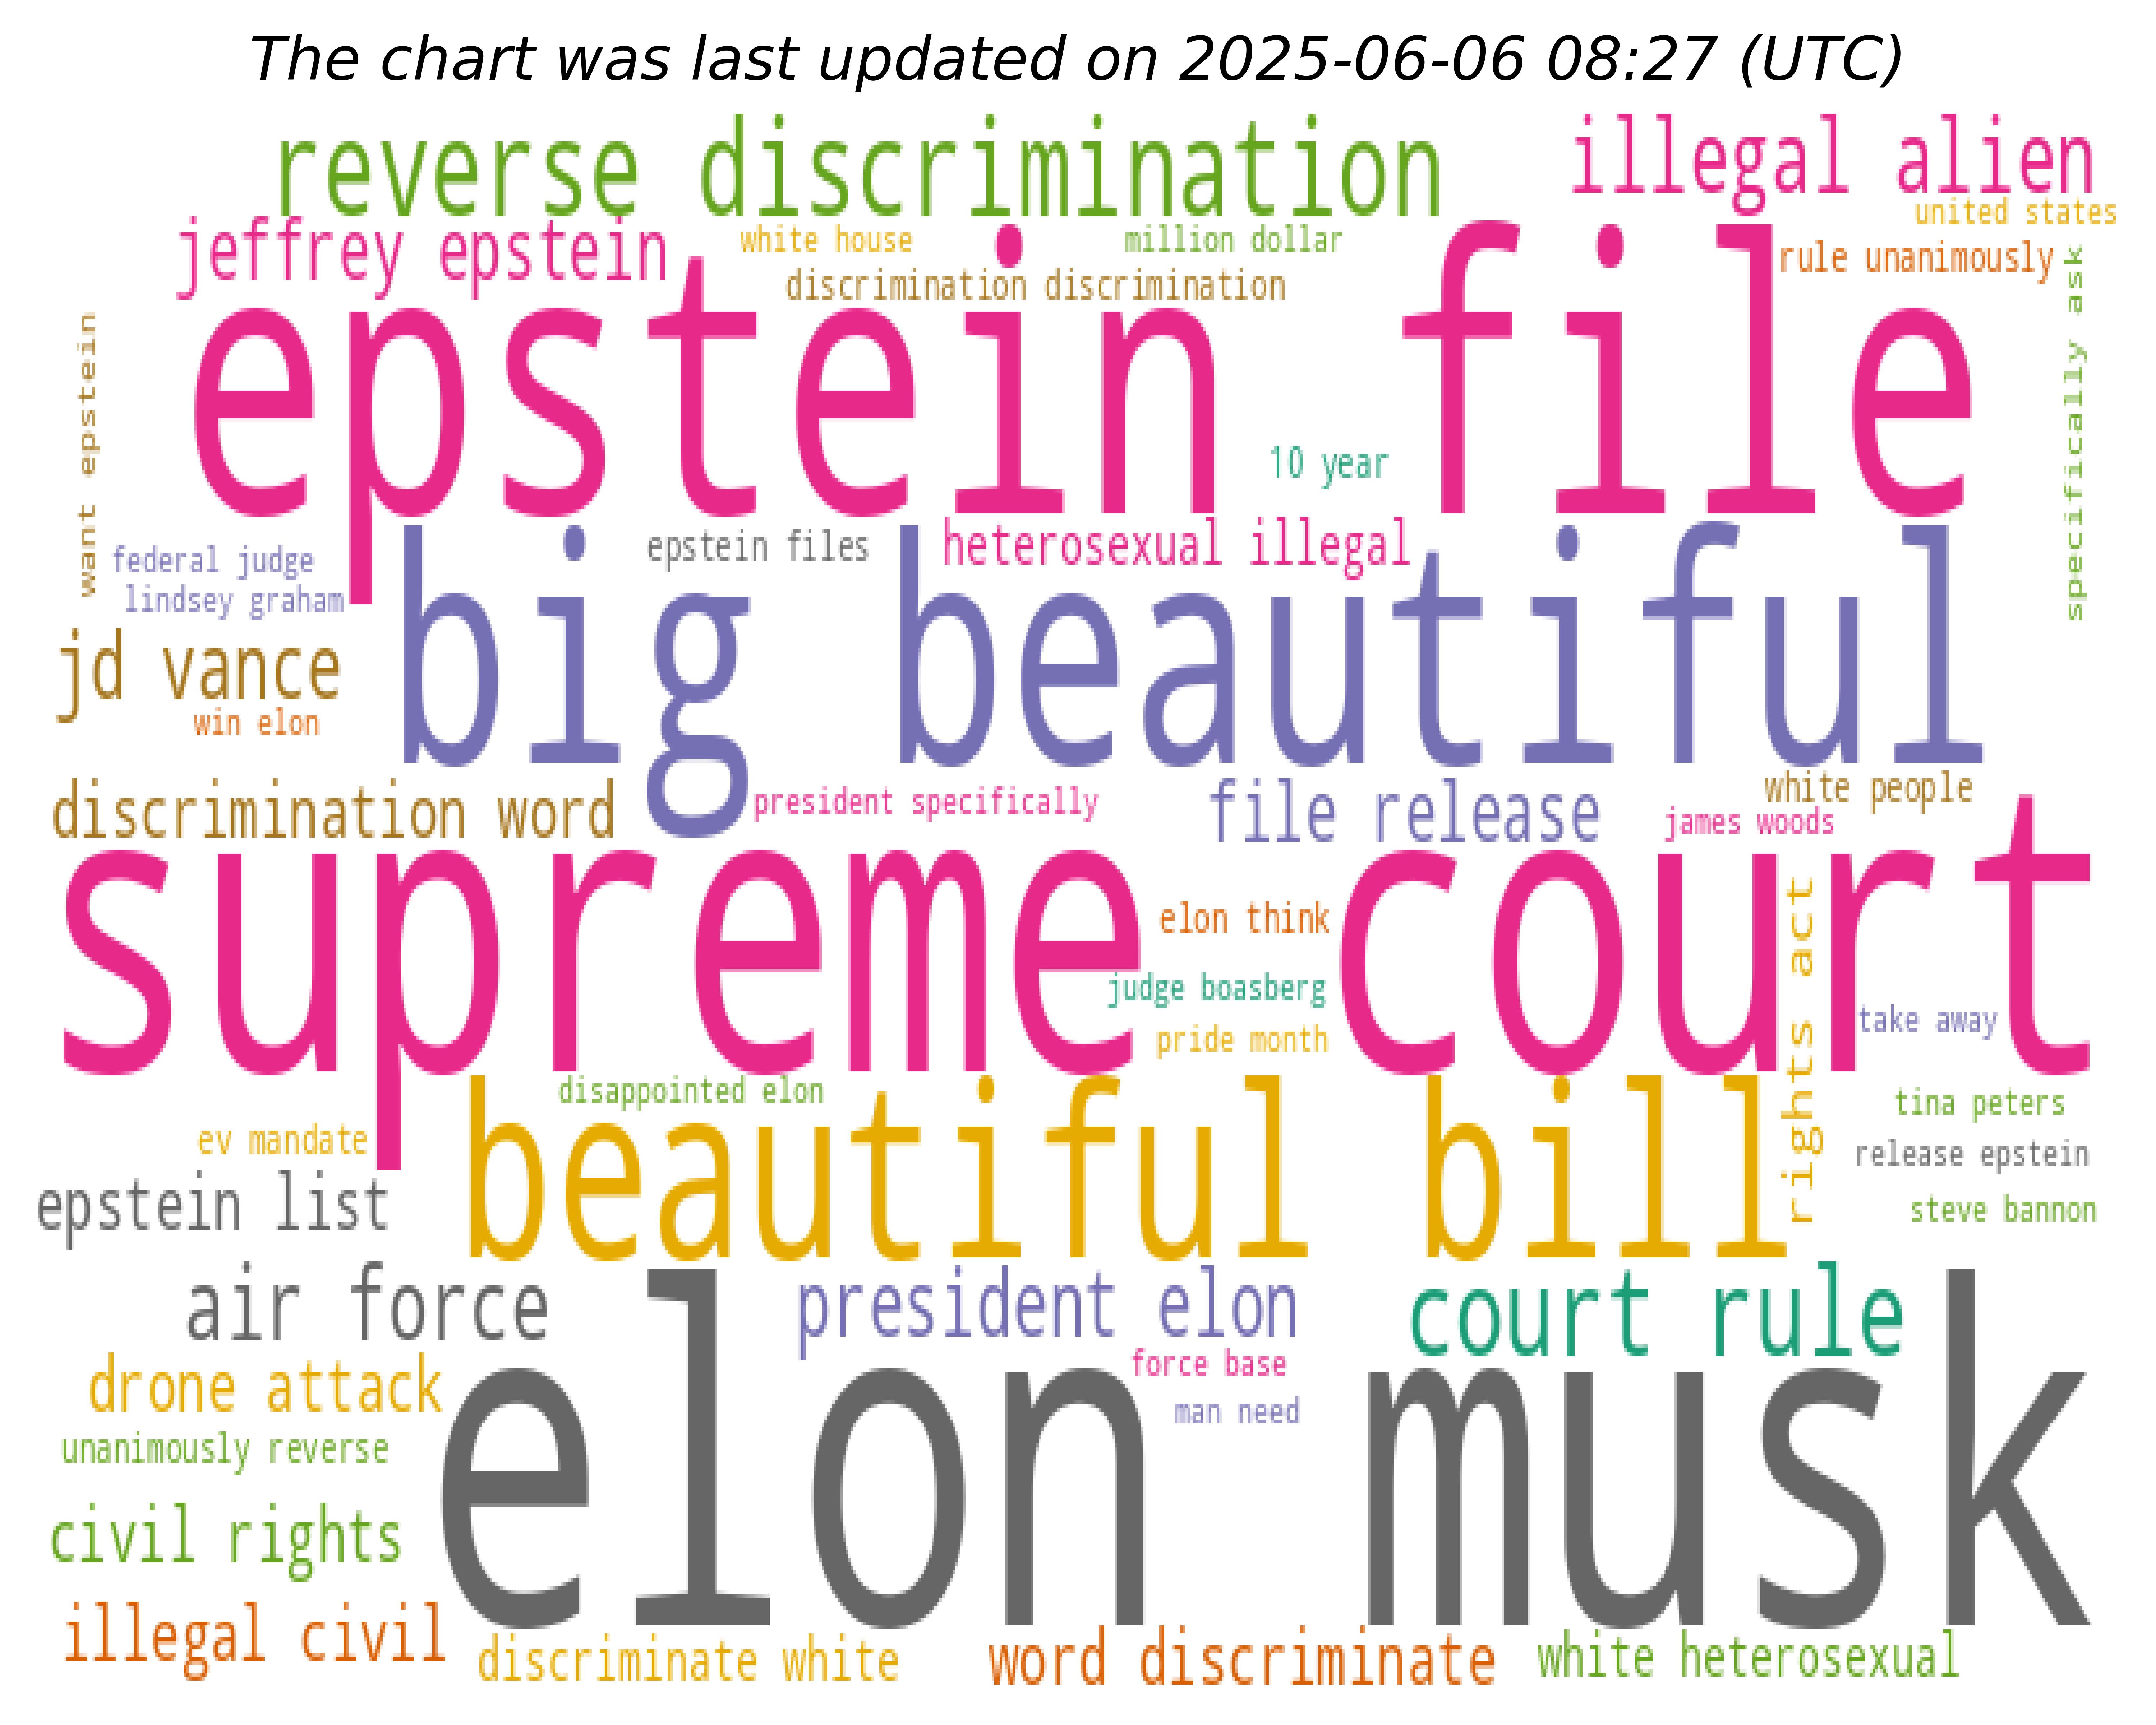 The chart was last updated on 2025-06-06 08:27 (UTC)
reverse discrimination
illegal alien
united states
jeffrey epstein
white house
million dollar
rule unanimously
discrimination discrimination
specifically ask
want epstein
epstein file
10 year
federal judge
epstein files
heterosexual illegal
lindsey graham
big beautiful
jd vance
win elon
discrimination word
president specifically
file release
white people
james woods
supreme court
elon think
judge boasberg
pride month
rights act
take away
disappointed elon
tina peters
ev mandate
beautiful bill
release epstein
epstein list
steve bannon
air force
president elon
court rule
force base
drone attack
man need
unanimously reverse
elon musk
civil rights
illegal civil
discriminate white
word discriminate
white heterosexual